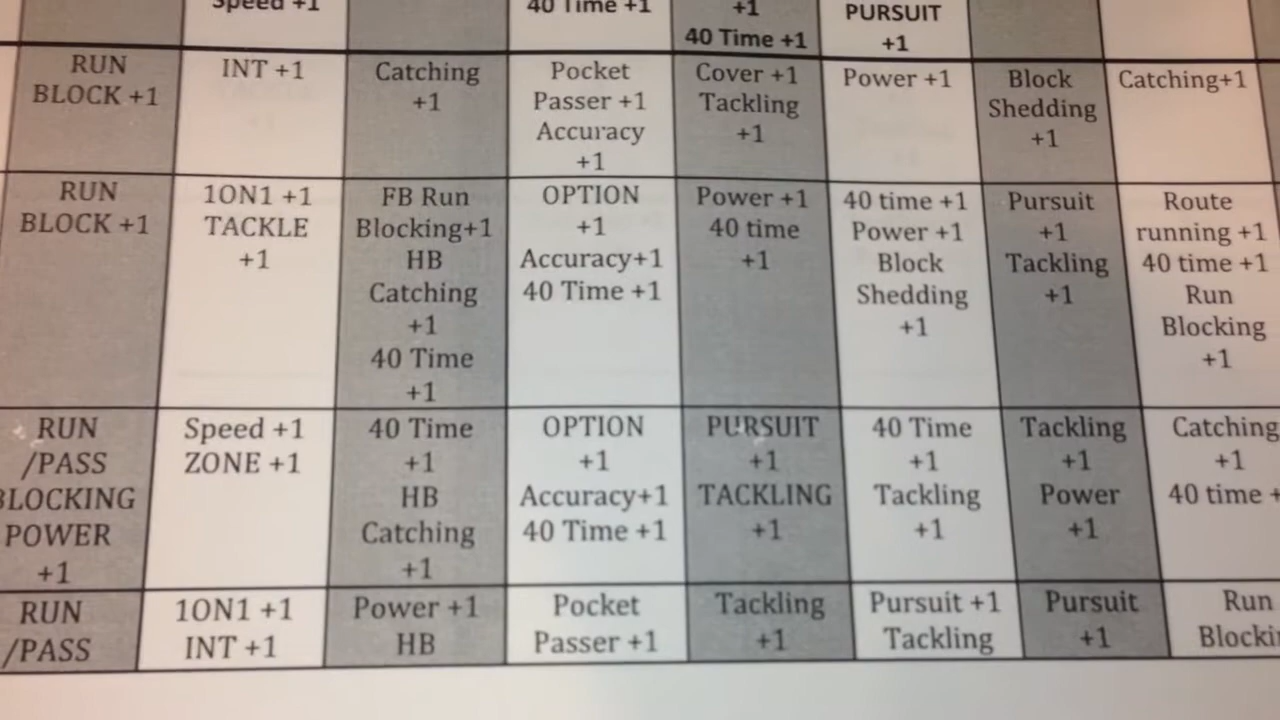 Speed +1
40 Time +1
+1
40 Time +1
PURSUIT
+1
RUN
BLOCK +1
INT +1
Catching
+1
Pocket
Passer +1
Accuracy
+1
Cover +1
Tackling
+1
Power +1
Block
Shedding
+1
Catching+1
RUN
BLOCK +1
1ON1 +1
TACKLE
+1
FB Run
Blocking+1
HB
Catching
+1
40 Time
+1
OPTION
+1
Accuracy+1
40 Time +1
Power +1
40 time
+1
40 time +1
Power +1
Block
Shedding
+1
Pursuit
+1
Tackling
+1
Route
running +1
40 time +1
Run
Blocking
+1
RUN
/PASS
BLOCKING
POWER
+1
Speed +1
ZONE +1
40 Time
+1
HB
Catching
+1
OPTION
+1
Accuracy+1
40 Time +1
PURSUIT
+1
TACKLING
+1
40 Time
+1
Tackling
+1
Tackling
+1
Power
+1
Catching
+1
40 time +
RUN
/PASS
1ON1 +1
INT +1
Power +1
HB
Pocket
Passer +1
Tackling
+1
Pursuit +1
Tackling
Pursuit
+1
Run
Blocki